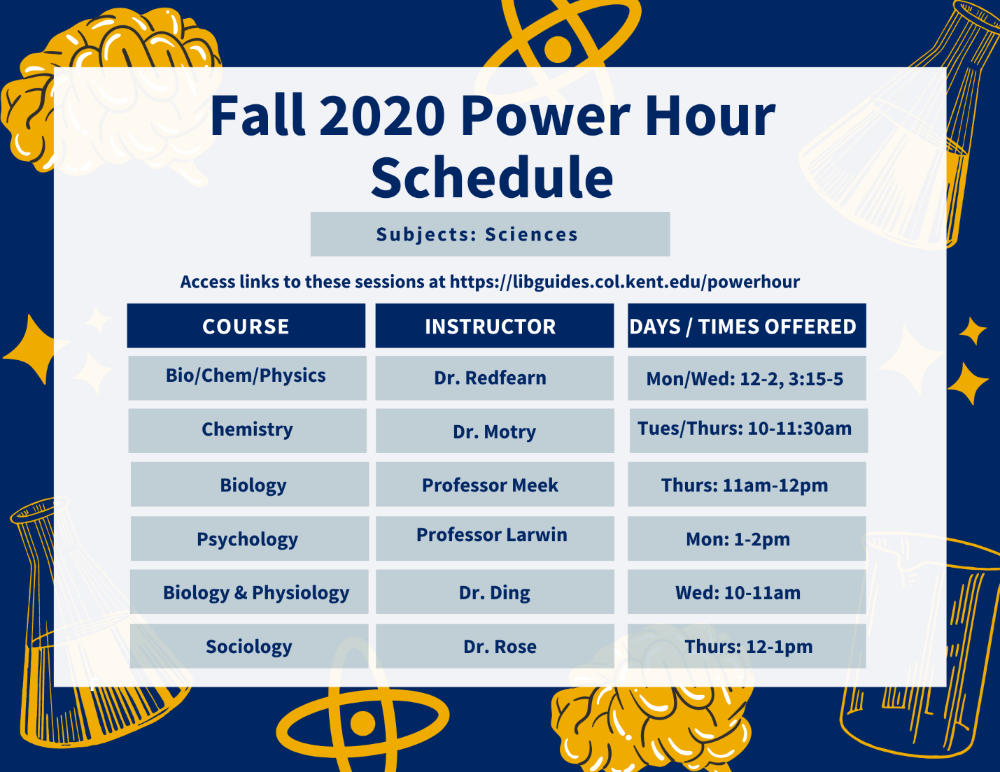 Fall 2020 Power Hour
Schedule
Subjects: Sciences
Access links to these sessions at https://libguides.col.kent.edu/powerhour
COURSE INSTRUCTOR DAYS / TIMES OFFERED
Bio/Chem/Physics Dr. Redfearn Mon/Wed: 12-2, 3:15-5
Chemistry Dr. Motry Tues/Thurs: 10-11:30am
Biology Professor Meek Thurs: 11am-12pm
Psychology Professor Larwin Mon: 1-2pm
Biology & Physiology Dr. Ding Wed: 10-11am
Sociology Dr. Rose Thurs: 12-1pm
F